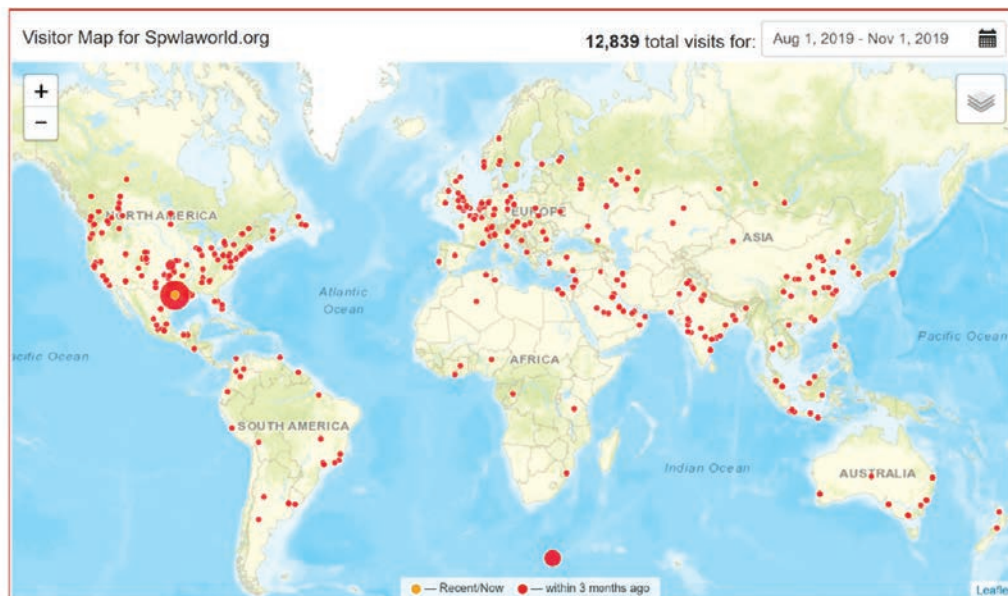 Visitor Map for Spwlaworld.org
12,839 total visits for: Aug 1, 2019 - Nov 1, 2019
+
−
NORTH AMERICA
EUROPE
ASIA
Atlantic
Ocean
acific Ocean
Pacific Ocean
AFRICA
SOUTH AMERICA
Indian Ocean
AUSTRALIA
— Recent/Now — within 3 months ago
Leafle